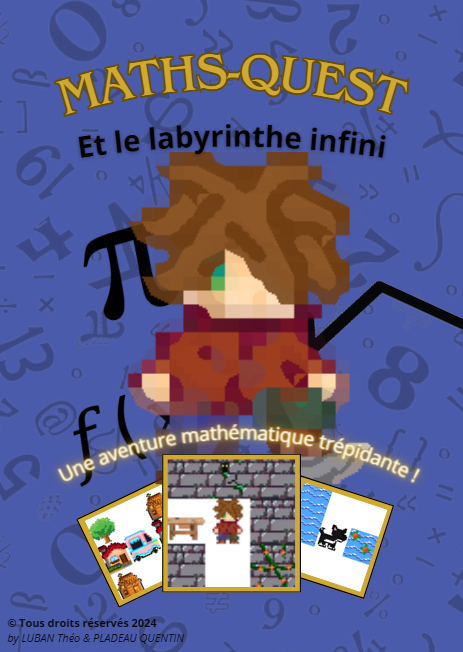 MATHS-QUEST
Et le labyrinthe infini
π
f(
Une aventure mathématique trépidante !
© Tous droits réservés 2024
by LUBAN Théo & PLADEAU QUENTIN